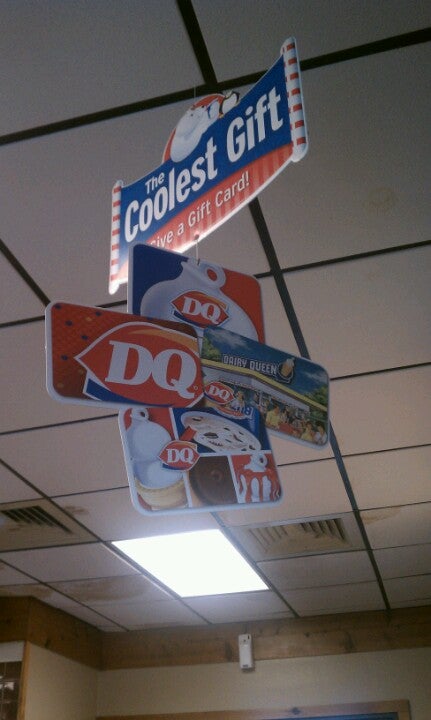 The
Coolest Gift
Give a Gift Card!
DQ
DQ
DAIRY QUEEN
DQ
DQ